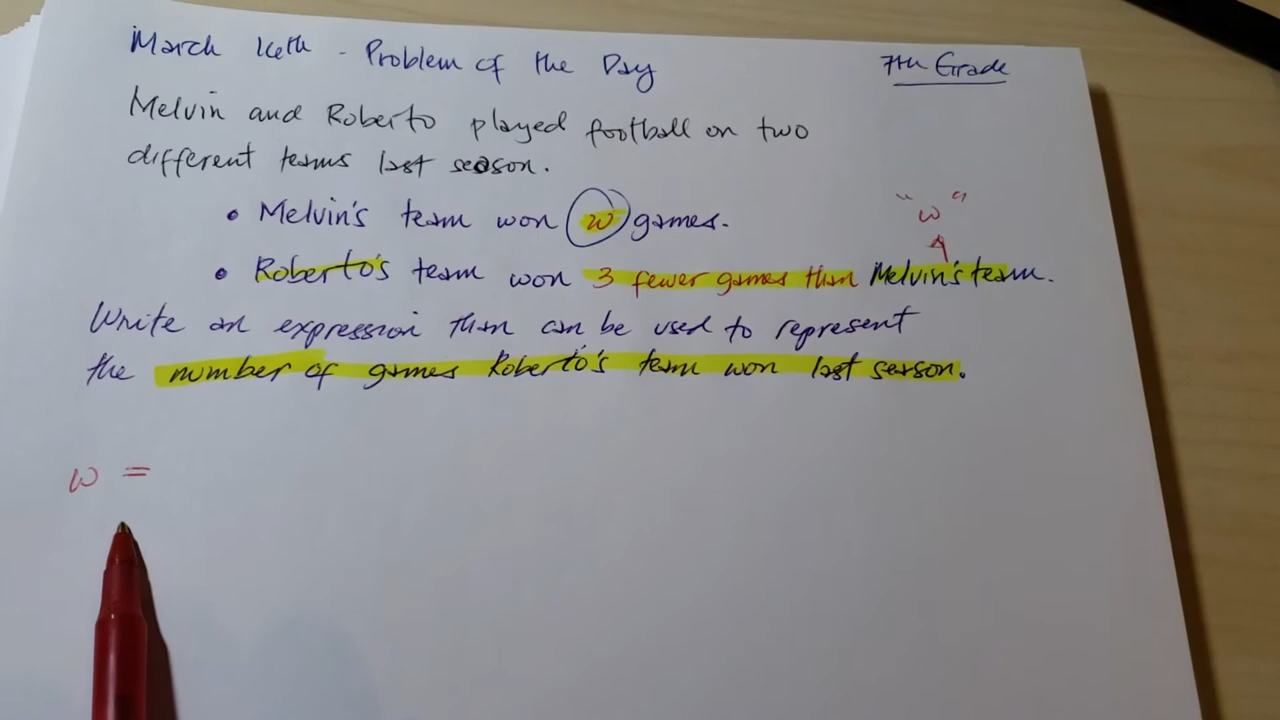 March 16th - Problem of the Day
7th Grade
Melvin and Roberto played football on two
different teams last season.
• Melvin's team won w games.
"w"
• Roberto's team won 3 fewer games than Melvin's team.
Write an expression than can be used to represent
the number of games Roberto's team won last season.
w =